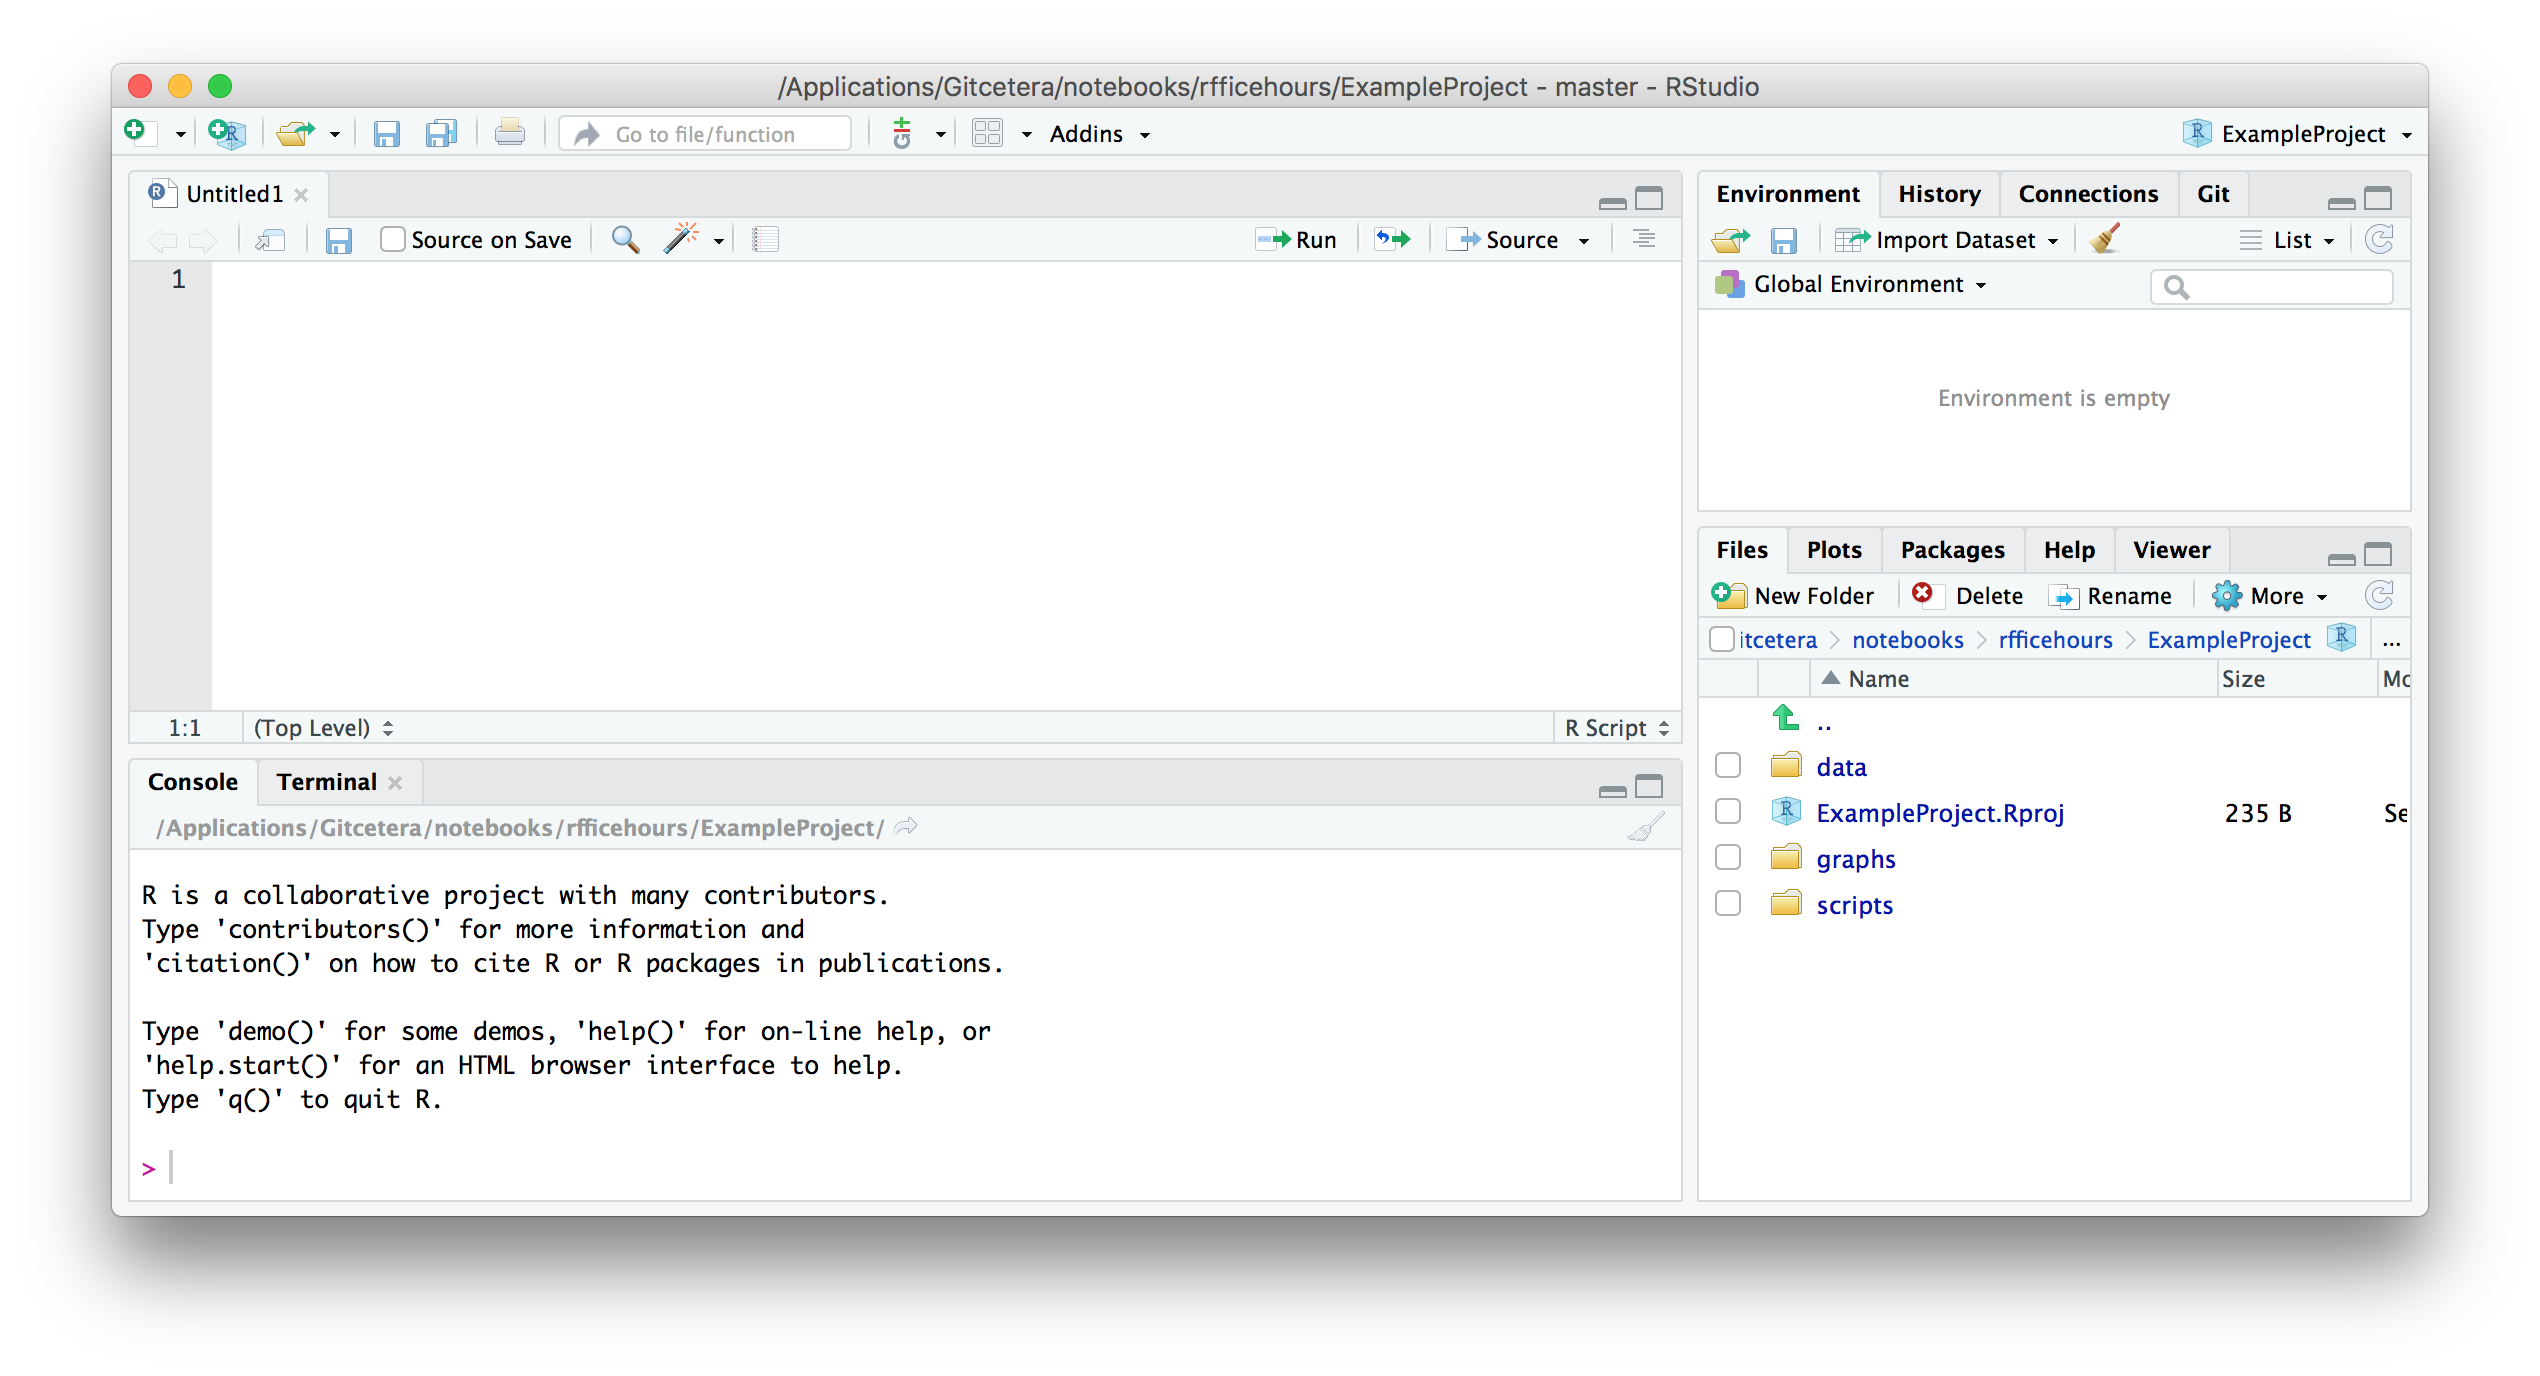 /Applications/Gitcetera/notebooks/rfficehours/ExampleProject - master - RStudio
Go to file/function
Addins
ExampleProject
Untitled1
Source on Save
Run
Source
1
1:1
(Top Level)
R Script
Console
Terminal
/Applications/Gitcetera/notebooks/rfficehours/ExampleProject/
R is a collaborative project with many contributors.
Type 'contributors()' for more information and
'citation()' on how to cite R or R packages in publications.
Type 'demo()' for some demos, 'help()' for on-line help, or
'help.start()' for an HTML browser interface to help.
Type 'q()' to quit R.
>
Environment
History
Connections
Git
Import Dataset
List
Global Environment
Environment is empty
Files
Plots
Packages
Help
Viewer
New Folder
Delete
Rename
More
itcetera > notebooks > rfficehours > ExampleProject
...
Name
Size
Mo
..
data
ExampleProject.Rproj
235 B
Se
graphs
scripts